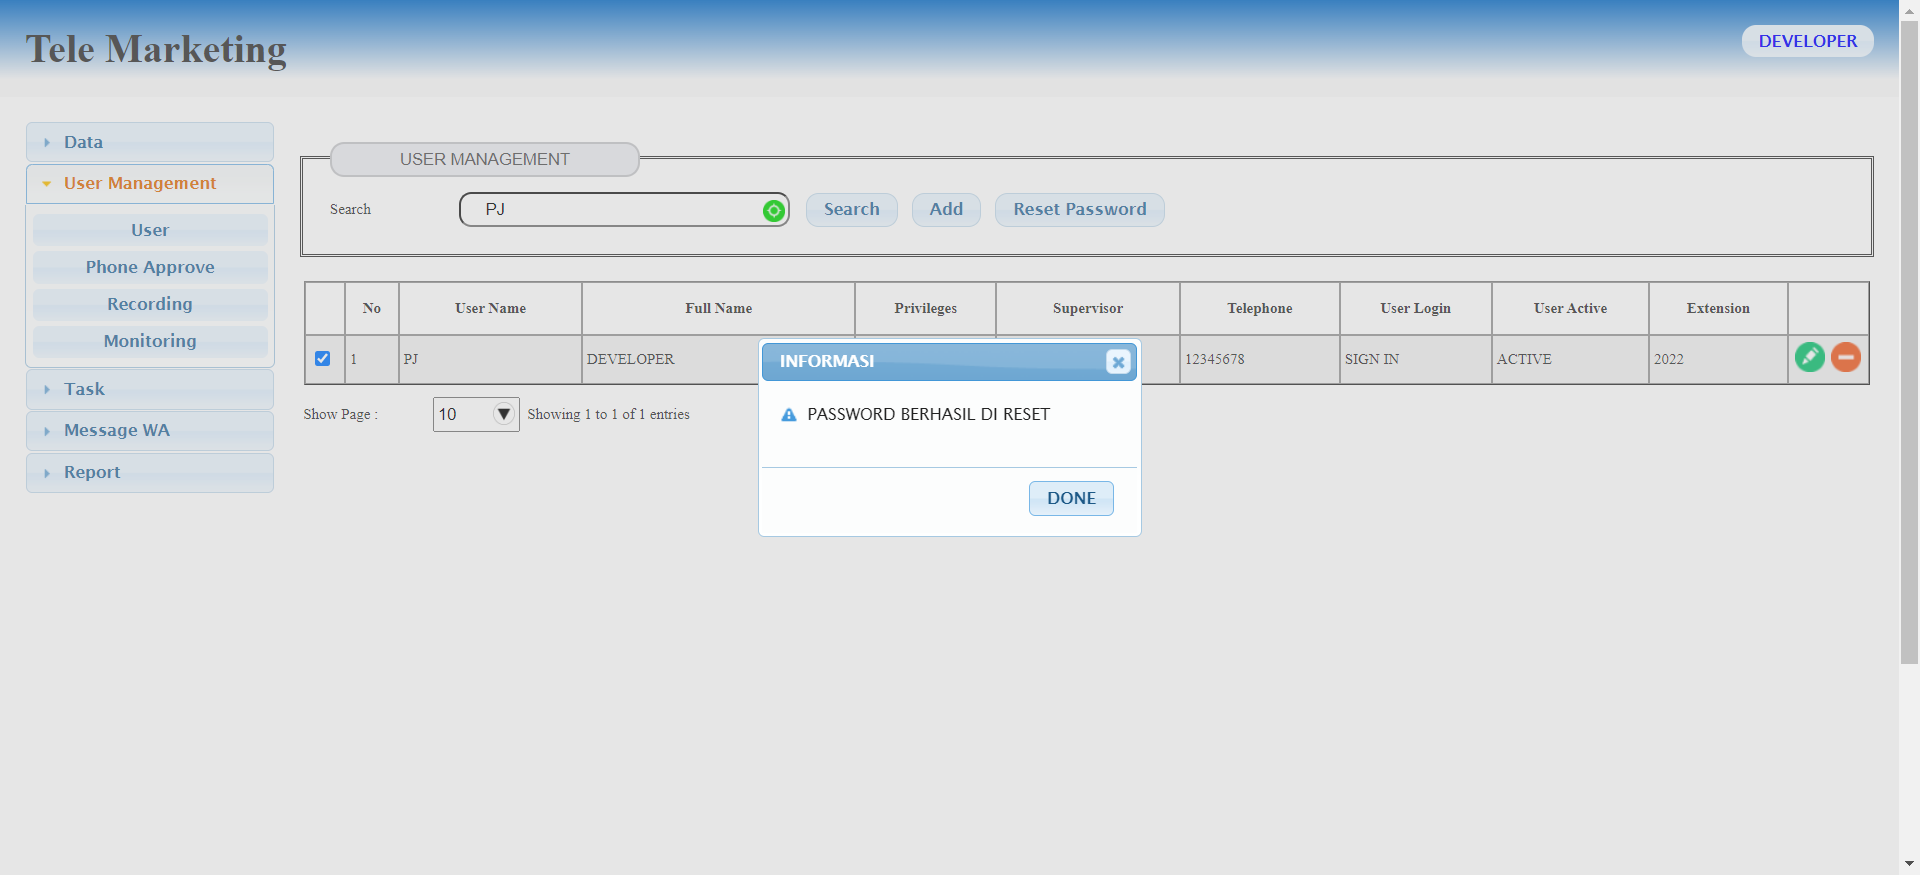 Tele Marketing
DEVELOPER
Data
User Management
User
Phone Approve
Recording
Monitoring
Task
Message WA
Report
USER MANAGEMENT
Search PJ Search Add Reset Password
No User Name Full Name Privileges Supervisor Telephone User Login User Active Extension
1 PJ DEVELOPER 12345678 SIGN IN ACTIVE 2022
Show Page : 10 Showing 1 to 1 of 1 entries
INFORMASI
PASSWORD BERHASIL DI RESET
DONE